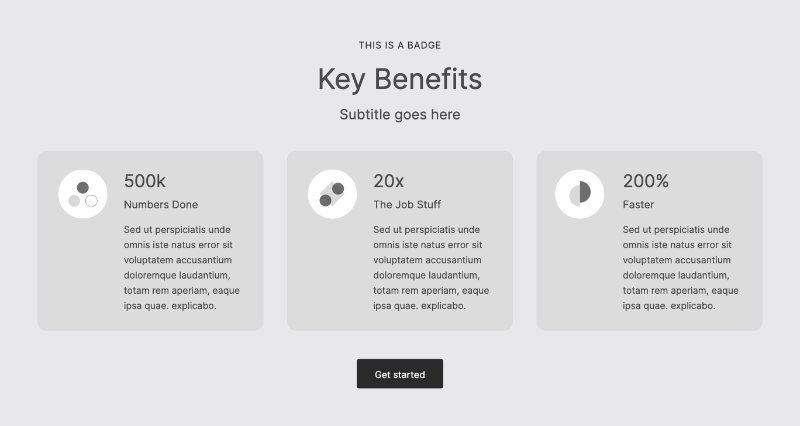 THIS IS A BADGE
Key Benefits
Subtitle goes here
500k
Numbers Done
Sed ut perspiciatis unde
omnis iste natus error sit
voluptatem accusantium
doloremque laudantium,
totam rem aperiam, eaque
ipsa quae. explicabo.
20x
The Job Stuff
Sed ut perspiciatis unde
omnis iste natus error sit
voluptatem accusantium
doloremque laudantium,
totam rem aperiam, eaque
ipsa quae. explicabo.
200%
Faster
Sed ut perspiciatis unde
omnis iste natus error sit
voluptatem accusantium
doloremque laudantium,
totam rem aperiam, eaque
ipsa quae. explicabo.
Get started